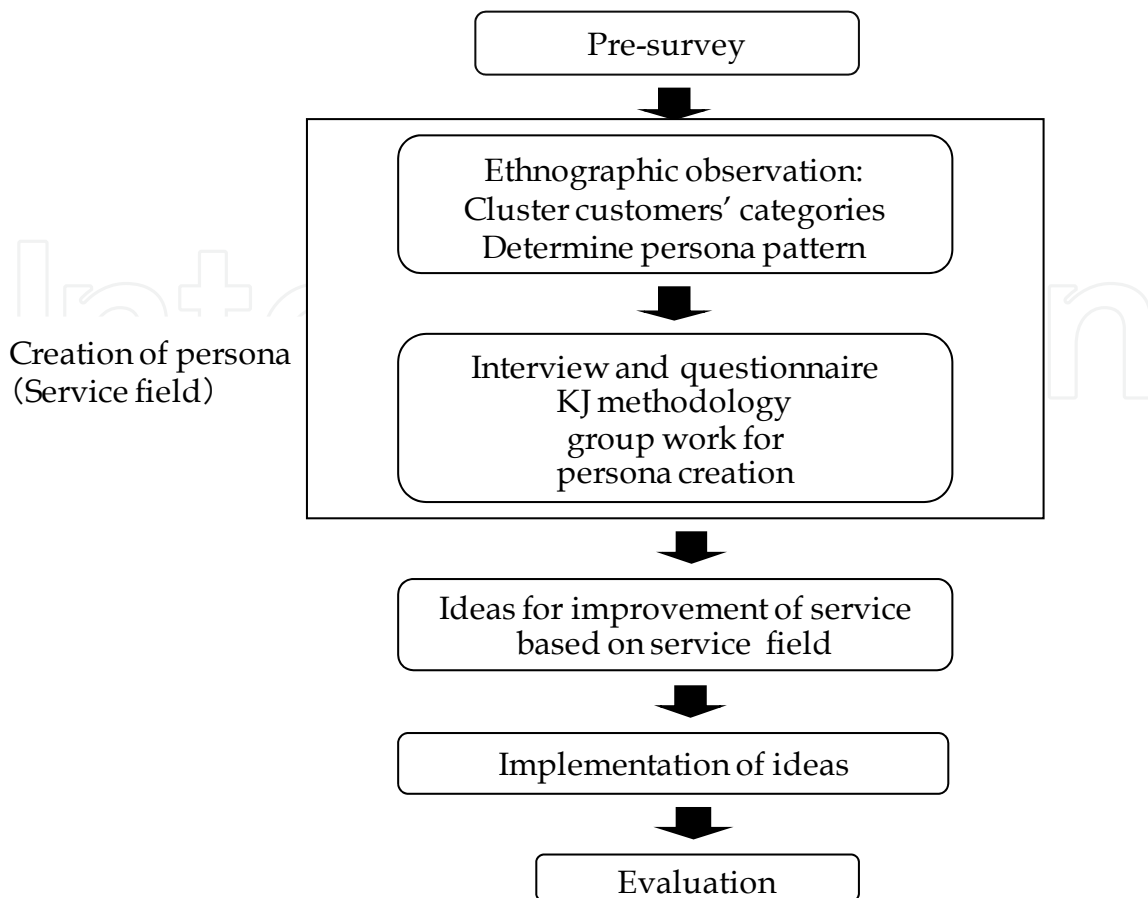 Pre-survey
Ethnographic observation:
Cluster customers’ categories
Determine persona pattern
Creation of persona
（Service field）
Interview and questionnaire
KJ methodology
group work for
persona creation
Ideas for improvement of service
based on service field
Implementation of ideas
Evaluation